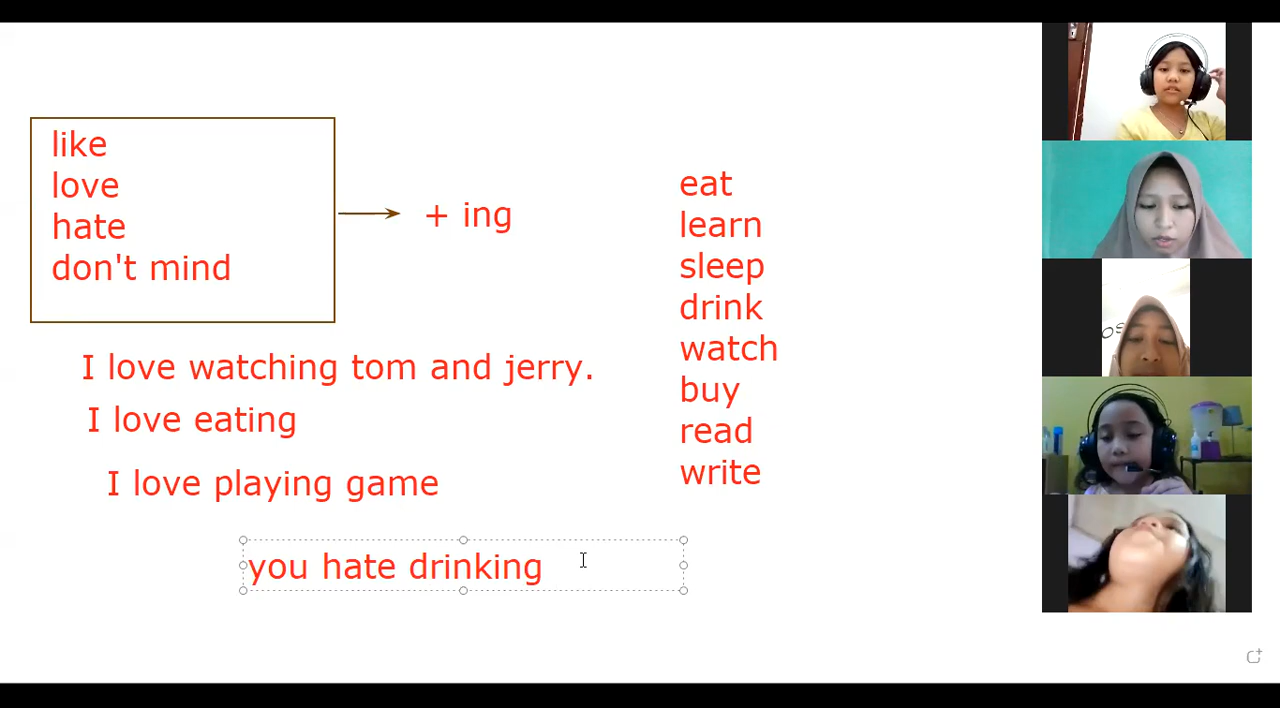 like
love
hate
don't mind
+ ing
eat
learn
sleep
drink
watch
buy
read
write
I love watching tom and jerry.
I love eating
I love playing game
you hate drinking